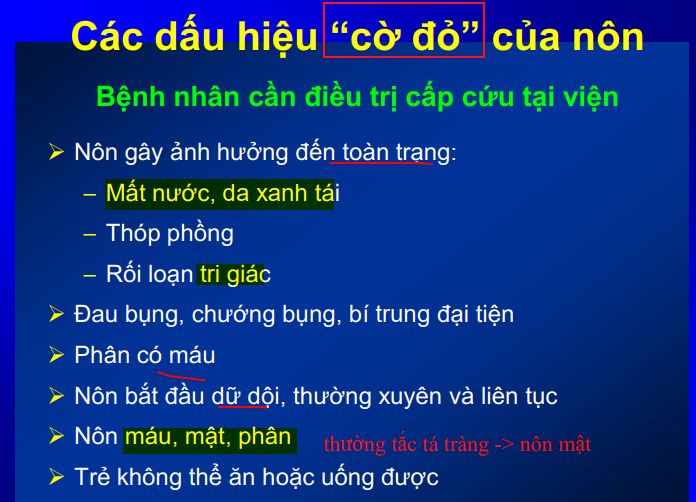 Các dấu hiệu “cờ đỏ” của nôn
Bệnh nhân cần điều trị cấp cứu tại viện
Nôn gây ảnh hưởng đến toàn trạng:
– Mất nước, da xanh tái
– Thóp phồng
– Rối loạn tri giác
Đau bụng, chướng bụng, bí trung đại tiện
Phân có máu
Nôn bắt đầu dữ dội, thường xuyên và liên tục
Nôn máu, mật, phân thường tắc tá tràng -> nôn mật
Trẻ không thể ăn hoặc uống được